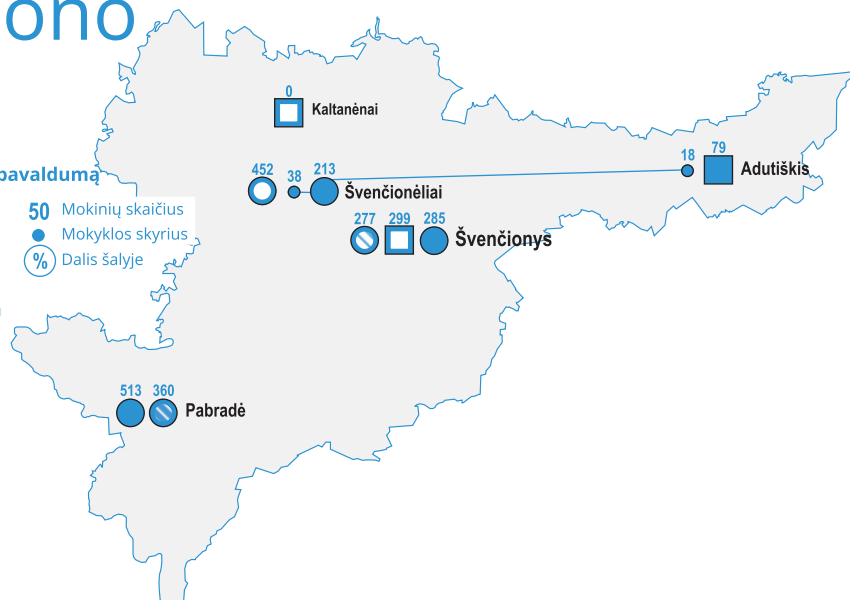 ono
0
Kaltanėnai
pavaldumą
452 38 213
Švenčionėliai
18 79
Adutiškis
50 Mokinių skaičius
Mokyklos skyrius
% Dalis šalyje
277 299 285
Švenčionys
513 360
Pabradė